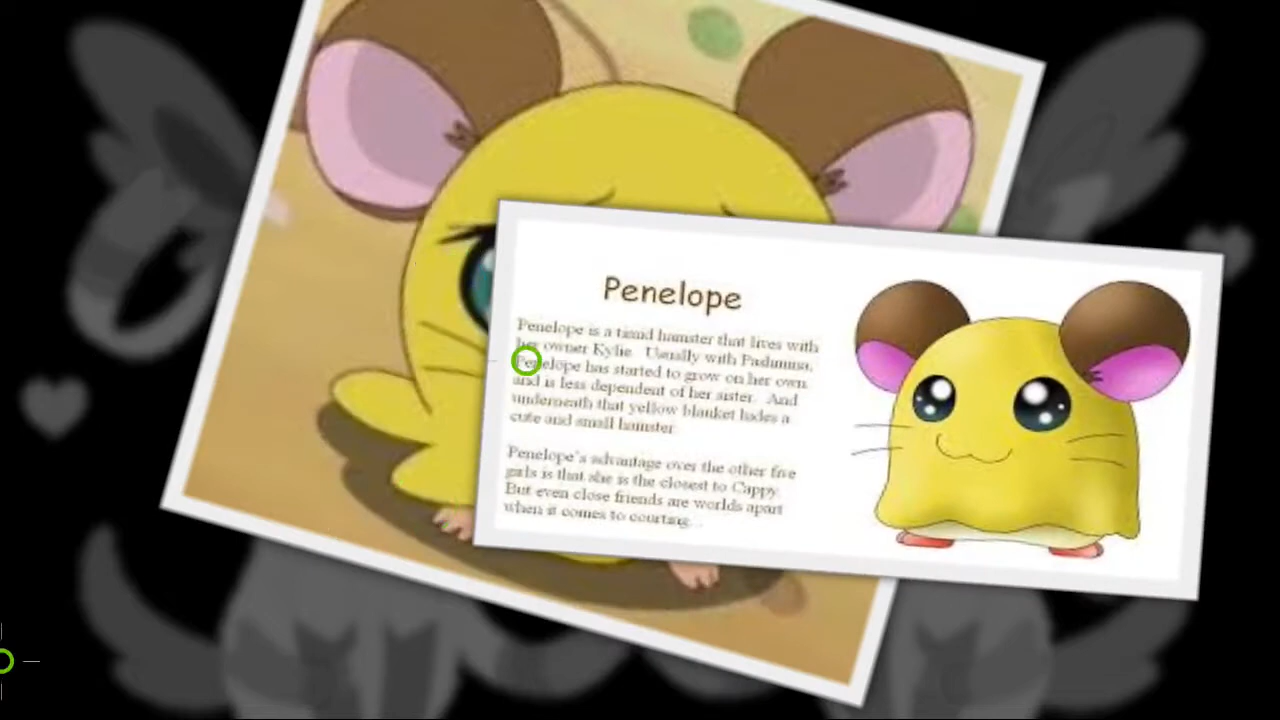 Penelope
Penelope is a timid hamster that lives with
her owner Kylie. Usually with Pashmina,
Penelope has started to grow on her own
and is less dependent of her sister. And
underneath that yellow blanket hides a
cute and small hamster.
Penelope's advantage over the other five
girls is that she is the closest to Cappy.
But even close friends are worlds apart
when it comes to courting...